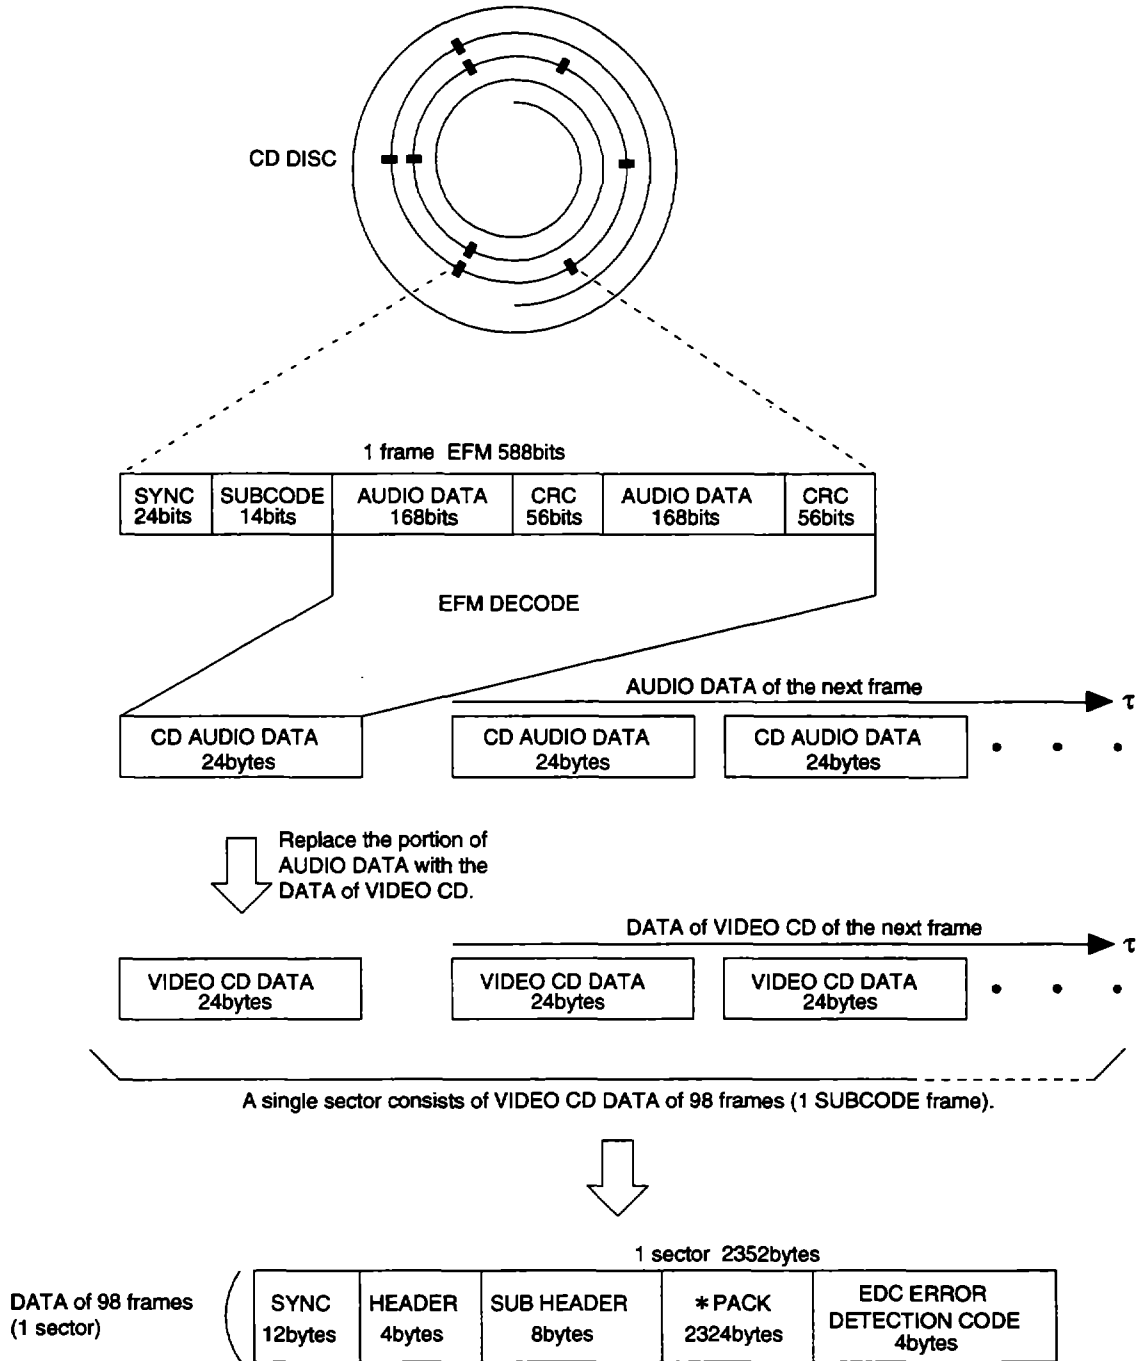 CD DISC
1 frame EFM 588bits
SYNC
24bits
SUBCODE
14bits
AUDIO DATA
168bits
CRC
56bits
AUDIO DATA
168bits
CRC
56bits
EFM DECODE
AUDIO DATA of the next frame
τ
CD AUDIO DATA
24bytes
CD AUDIO DATA
24bytes
CD AUDIO DATA
24bytes
Replace the portion of
AUDIO DATA with the
DATA of VIDEO CD.
DATA of VIDEO CD of the next frame
τ
VIDEO CD DATA
24bytes
VIDEO CD DATA
24bytes
VIDEO CD DATA
24bytes
A single sector consists of VIDEO CD DATA of 98 frames (1 SUBCODE frame).
1 sector 2352bytes
DATA of 98 frames
(1 sector)
SYNC
12bytes
HEADER
4bytes
SUB HEADER
8bytes
*PACK
2324bytes
EDC ERROR
DETECTION CODE
4bytes